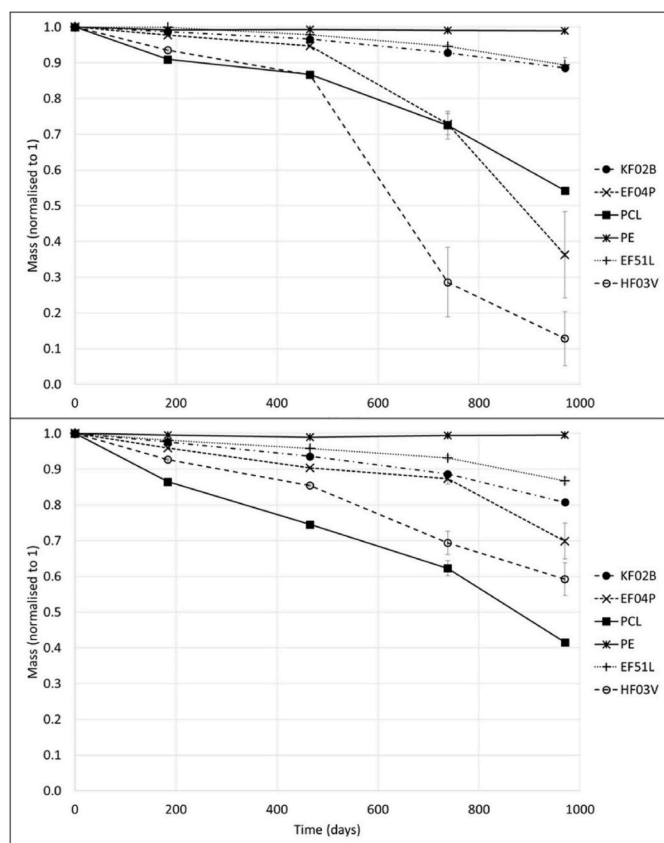 1.0
0.9
0.8
0.7
0.6
0.5
0.4
0.3
0.2
0.1
0.0
Mass (normalised to 1)
0 200 400 600 800 1000
KF02B
EF04P
PCL
PE
EF51L
HF03V
1.0
0.9
0.8
0.7
0.6
0.5
0.4
0.3
0.2
0.1
0.0
Mass (normalised to 1)
0 200 400 600 800 1000
Time (days)
KF02B
EF04P
PCL
PE
EF51L
HF03V